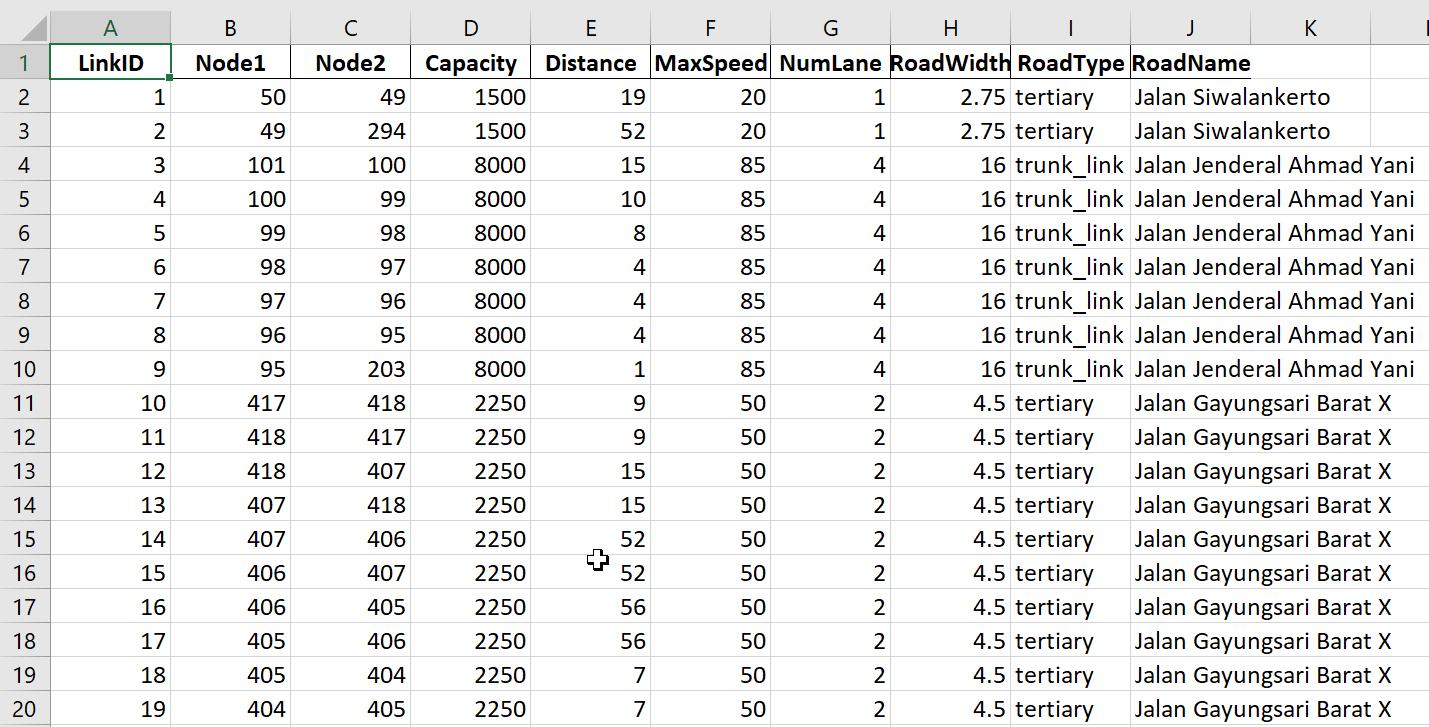 A B C D E F G H I J K
1 LinkID Node1 Node2 Capacity Distance MaxSpeed NumLane RoadWidth RoadType RoadName
2 1 50 49 1500 19 20 1 2.75 tertiary Jalan Siwalankerto
3 2 49 294 1500 52 20 1 2.75 tertiary Jalan Siwalankerto
4 3 101 100 8000 15 85 4 16 trunk_link Jalan Jenderal Ahmad Yani
5 4 100 99 8000 10 85 4 16 trunk_link Jalan Jenderal Ahmad Yani
6 5 99 98 8000 8 85 4 16 trunk_link Jalan Jenderal Ahmad Yani
7 6 98 97 8000 4 85 4 16 trunk_link Jalan Jenderal Ahmad Yani
8 7 97 96 8000 4 85 4 16 trunk_link Jalan Jenderal Ahmad Yani
9 8 96 95 8000 4 85 4 16 trunk_link Jalan Jenderal Ahmad Yani
10 9 95 203 8000 1 85 4 16 trunk_link Jalan Jenderal Ahmad Yani
11 10 417 418 2250 9 50 2 4.5 tertiary Jalan Gayungsari Barat X
12 11 418 417 2250 9 50 2 4.5 tertiary Jalan Gayungsari Barat X
13 12 418 407 2250 15 50 2 4.5 tertiary Jalan Gayungsari Barat X
14 13 407 418 2250 15 50 2 4.5 tertiary Jalan Gayungsari Barat X
15 14 407 406 2250 52 50 2 4.5 tertiary Jalan Gayungsari Barat X
16 15 406 407 2250 52 50 2 4.5 tertiary Jalan Gayungsari Barat X
17 16 406 405 2250 56 50 2 4.5 tertiary Jalan Gayungsari Barat X
18 17 405 406 2250 56 50 2 4.5 tertiary Jalan Gayungsari Barat X
19 18 405 404 2250 7 50 2 4.5 tertiary Jalan Gayungsari Barat X
20 19 404 405 2250 7 50 2 4.5 tertiary Jalan Gayungsari Barat X